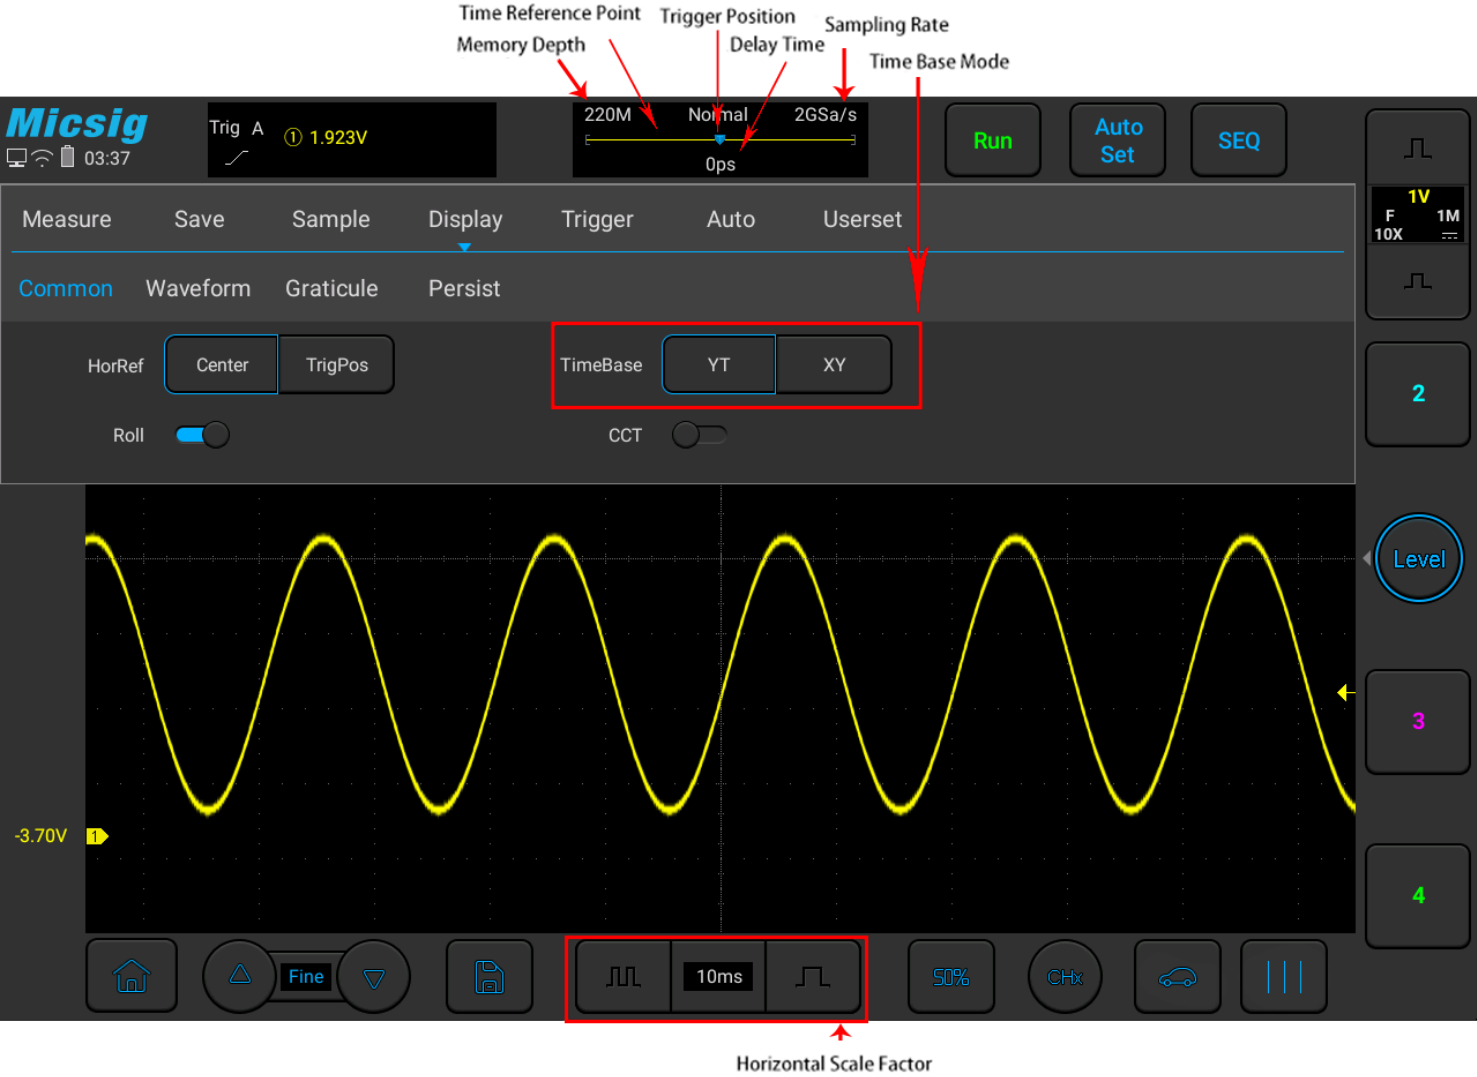 Time Reference Point
Trigger Position
Sampling Rate
Memory Depth
Delay Time
Time Base Mode
Micsig
03:37
Trig A
① 1.923V
220M
Normal
2GSa/s
0ps
Run
Auto
Set
SEQ
1V
F 1M
10X
Measure Save Sample Display Trigger Auto Userset
Common Waveform Graticule Persist
HorRef Center TrigPos
TimeBase YT XY
Roll
CCT
2
Level
3
-3.70V
1
4
Fine
10ms
50%
CHx
Horizontal Scale Factor